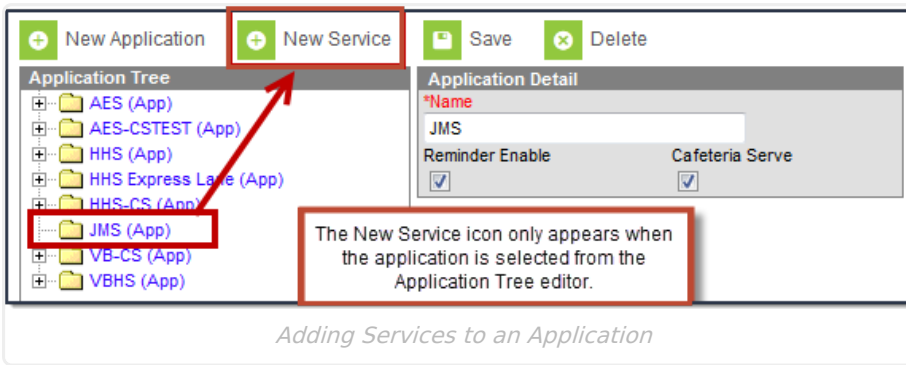 New Application New Service Save Delete
Application Tree
AES (App)
AES-CSTEST (App)
HHS (App)
HHS Express Lane (App)
HHS-CS (App)
JMS (App)
VB-CS (App)
VBHS (App)
Application Detail
*Name
JMS
Reminder Enable Cafeteria Serve
The New Service icon only appears when
the application is selected from the
Application Tree editor.
Adding Services to an Application